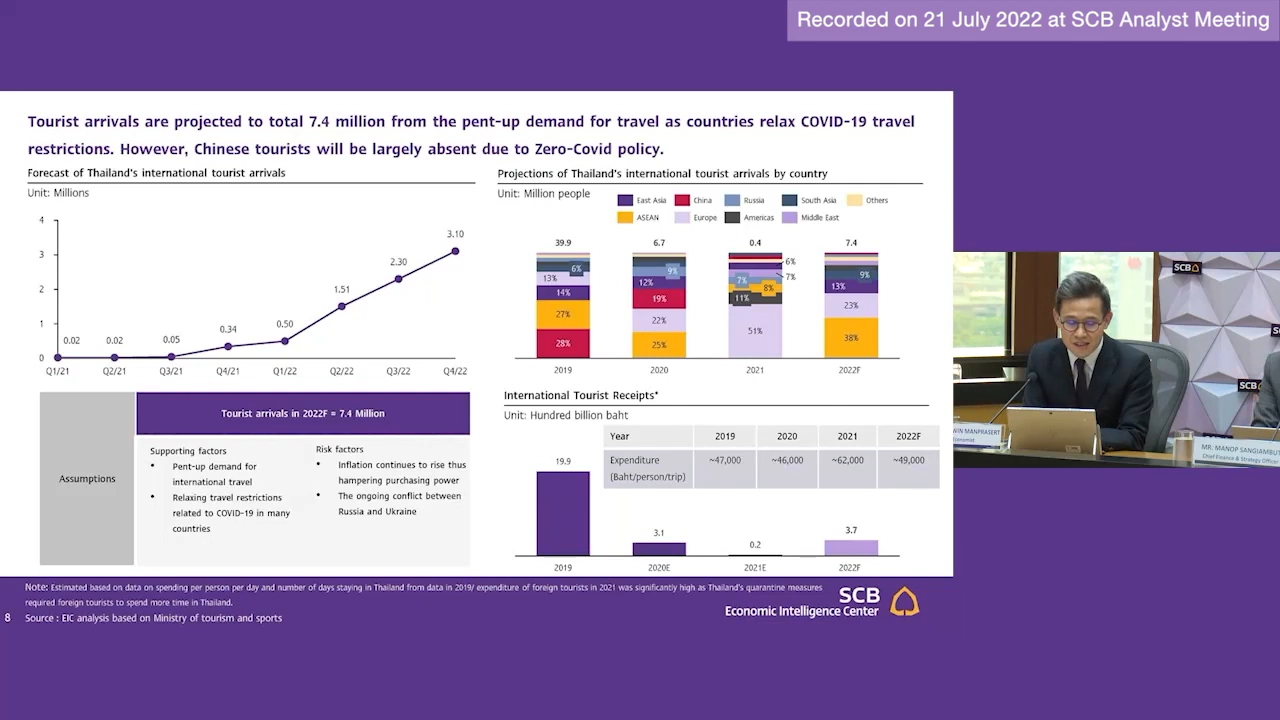 Recorded on 21 July 2022 at SCB Analyst Meeting
Tourist arrivals are projected to total 7.4 million from the pent-up demand for travel as countries relax COVID-19 travel
restrictions. However, Chinese tourists will be largely absent due to Zero-Covid policy.
Forecast of Thailand's international tourist arrivals
Unit: Millions
4
3
2
1
0
0.02
0.02
0.05
0.34
0.50
1.51
2.30
3.10
Q1/21
Q2/21
Q3/21
Q4/21
Q1/22
Q2/22
Q3/22
Q4/22
Projections of Thailand's international tourist arrivals by country
Unit: Million people
East Asia
China
Russia
South Asia
Others
ASEAN
Europe
Americas
Middle East
39.9
6.7
0.4
7.4
6%
13%
14%
27%
28%
9%
12%
19%
22%
25%
6%
7%
7%
8%
11%
51%
9%
13%
23%
38%
2019
2020
2021
2022F
Assumptions
Tourist arrivals in 2022F = 7.4 Million
Supporting factors
• Pent-up demand for
international travel
• Relaxing travel restrictions
related to COVID-19 in many
countries
Risk factors
• Inflation continues to rise thus
hampering purchasing power
• The ongoing conflict between
Russia and Ukraine
International Tourist Receipts*
Unit: Hundred billion baht
Year 2019 2020 2021 2022F
Expenditure ~47,000 ~46,000 ~62,000 ~49,000
(Baht/person/trip)
19.9
3.1
0.2
3.7
2019
2020E
2021E
2022F
Note: Estimated based on data on spending per person per day and number of days staying in Thailand from data in 2019/ expenditure of foreign tourists in 2021 was significantly high as Thailand's quarantine measures
required foreign tourists to spend more time in Thailand.
8 Source : EIC analysis based on Ministry of tourism and sports
SCB
Economic Intelligence Center
SCB
SCB
MANPRASERT
MR. MANOP SANGIAMBUT
Chief Finance & Strategy Officer